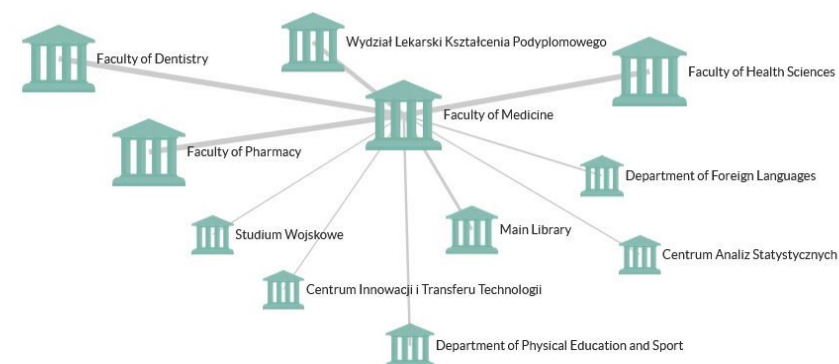 Wydział Lekarski Kształcenia Podyplomowego
Faculty of Dentistry
Faculty of Health Sciences
Faculty of Medicine
Faculty of Pharmacy
Department of Foreign Languages
Main Library
Studium Wojskowe
Centrum Analiz Statystycznych
Centrum Innowacji i Transferu Technologii
Department of Physical Education and Sport